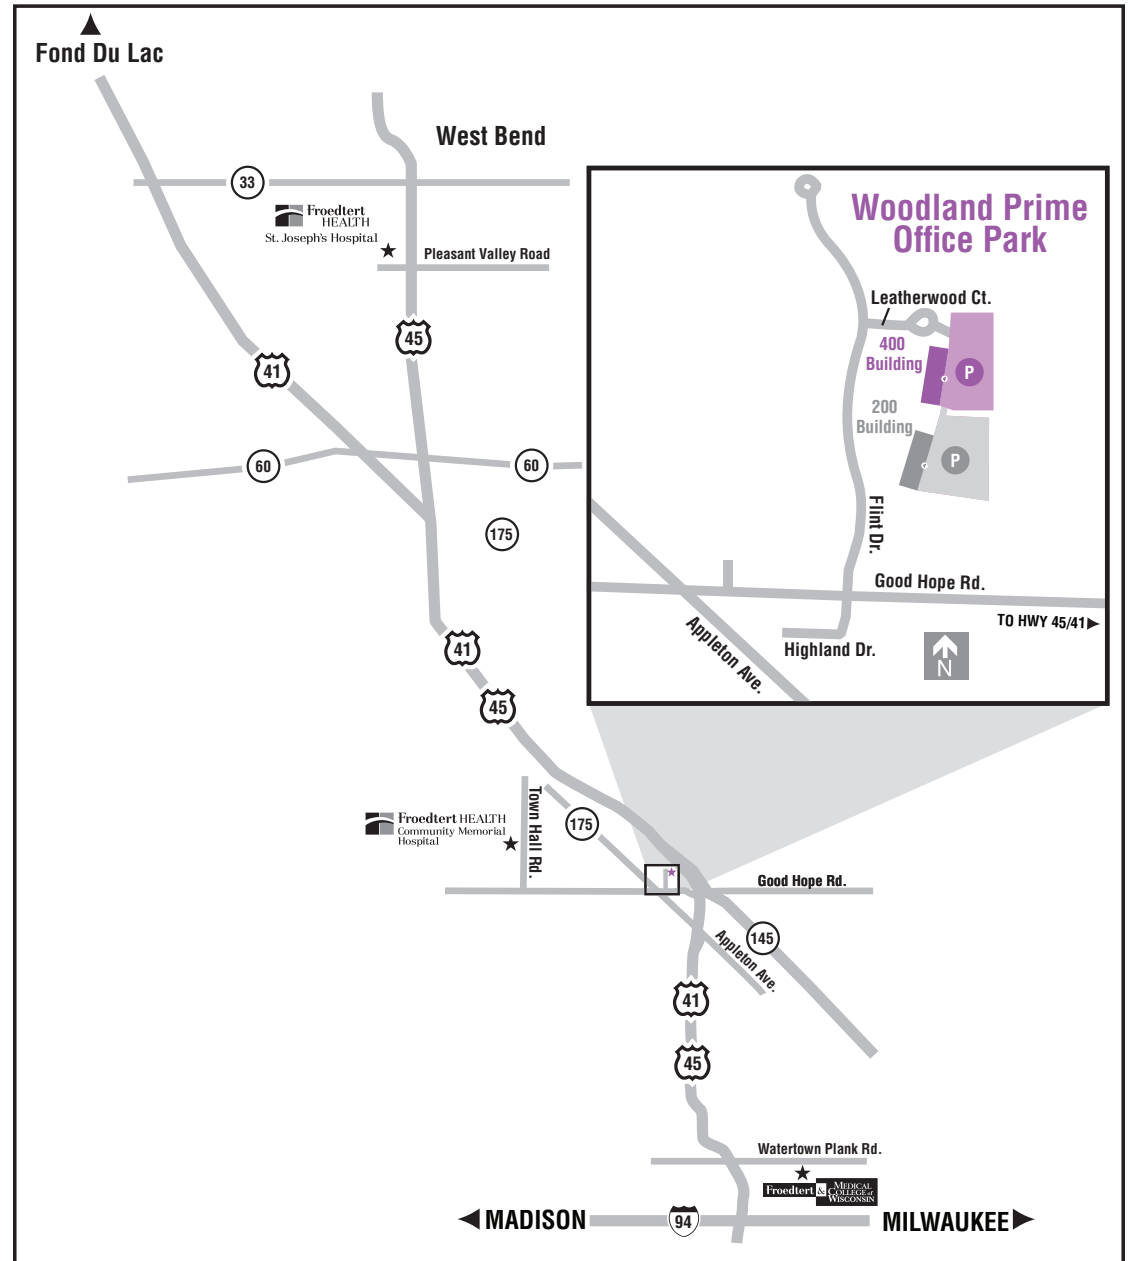 Fond Du Lac
West Bend
33
Froedtert
HEALTH
St. Joseph's Hospital
Pleasant Valley Road
45
41
60
60
175
41
45
Woodland Prime
Office Park
Leatherwood Ct.
400
Building
P
200
Building
P
Flint Dr.
Good Hope Rd.
TO HWY 45/41
Appleton Ave.
Highland Dr.
N
Town Hall Rd.
175
Froedtert HEALTH
Community Memorial
Hospital
Good Hope Rd.
145
Appleton Ave.
41
45
Watertown Plank Rd.
Froedtert & MEDICAL
COLLEGE of
WISCONSIN
MADISON
94
MILWAUKEE